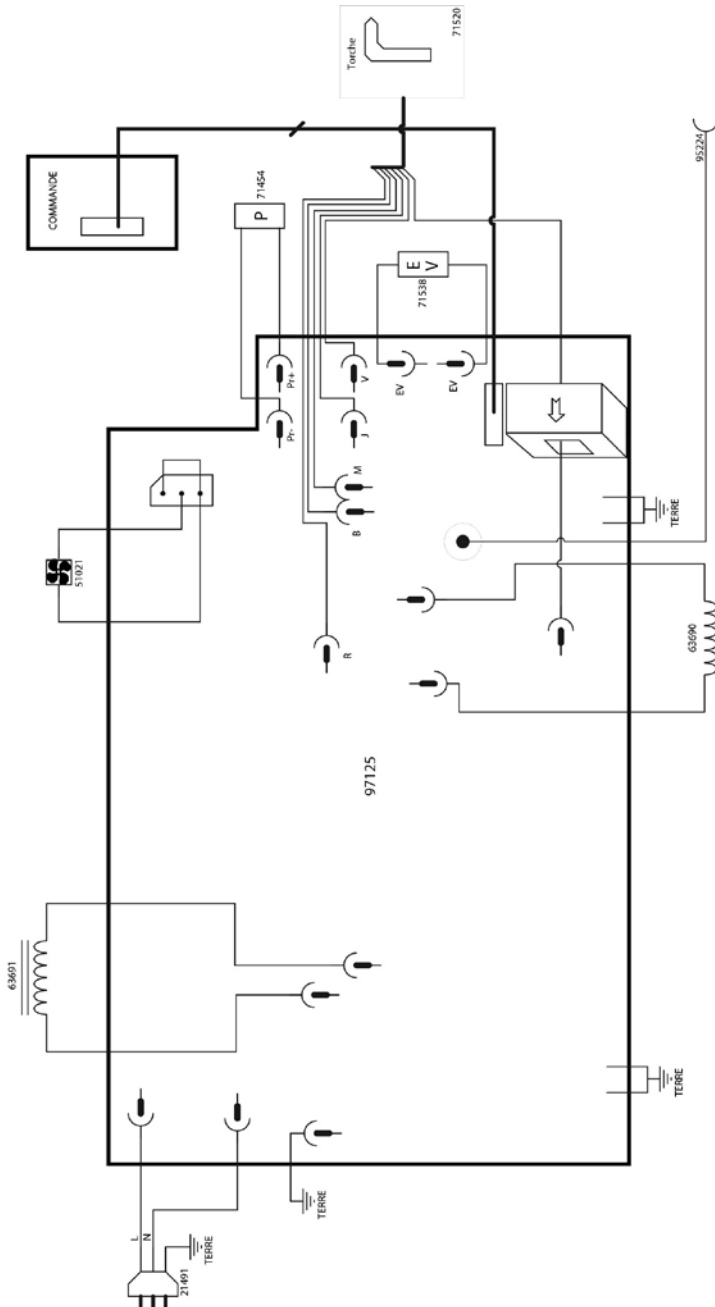 Torche
71520
COMMANDE
P
71454
95224
E
V
71538
Pr+
Pr-
V
J
EV
EV
M
B
51021
TERRE
R
63690
97125
63691
TERRE
TERRE
L
N
TERRE
21491